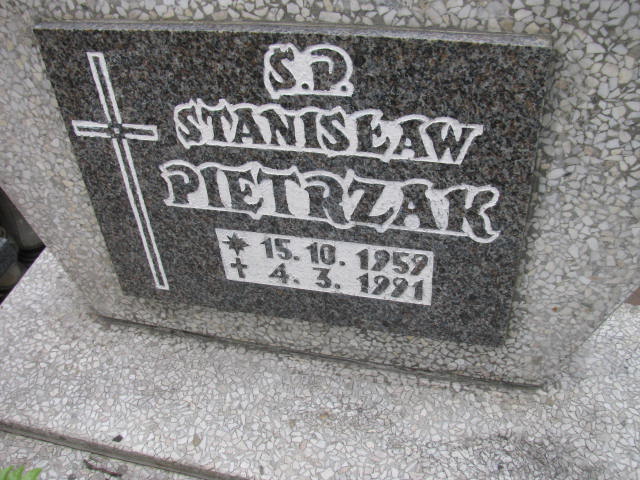 Ś.P.
STANISŁAW
PIETRZAK
15.10.1959
4.3.1991